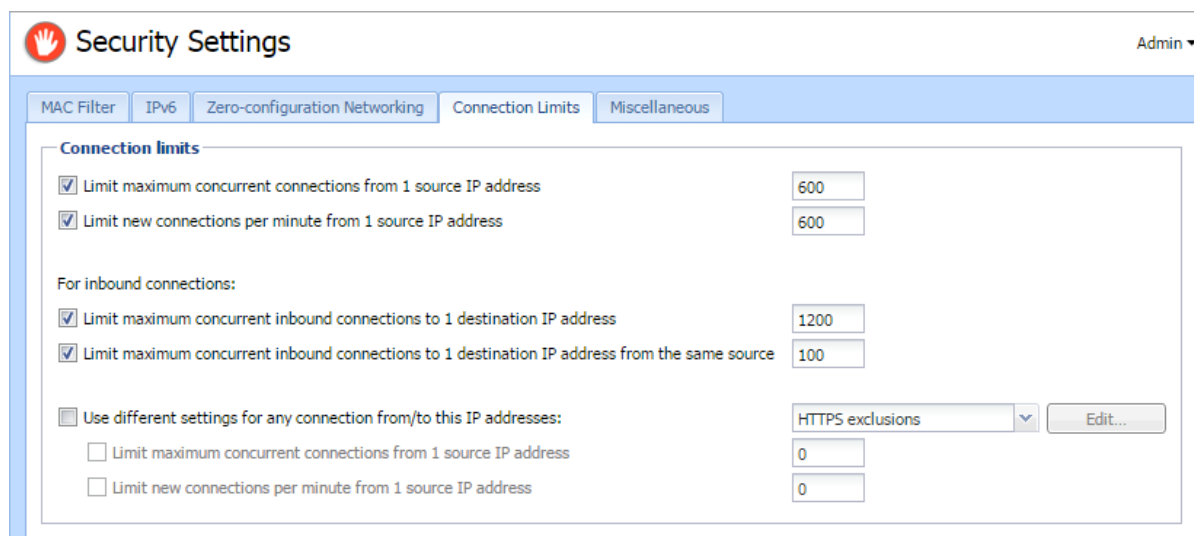 Security Settings
Admin
MAC Filter IPv6 Zero-configuration Networking Connection Limits Miscellaneous
Connection limits
Limit maximum concurrent connections from 1 source IP address 600
Limit new connections per minute from 1 source IP address 600
For inbound connections:
Limit maximum concurrent inbound connections to 1 destination IP address 1200
Limit maximum concurrent inbound connections to 1 destination IP address from the same source 100
Use different settings for any connection from/to this IP addresses: HTTPS exclusions Edit...
Limit maximum concurrent connections from 1 source IP address 0
Limit new connections per minute from 1 source IP address 0